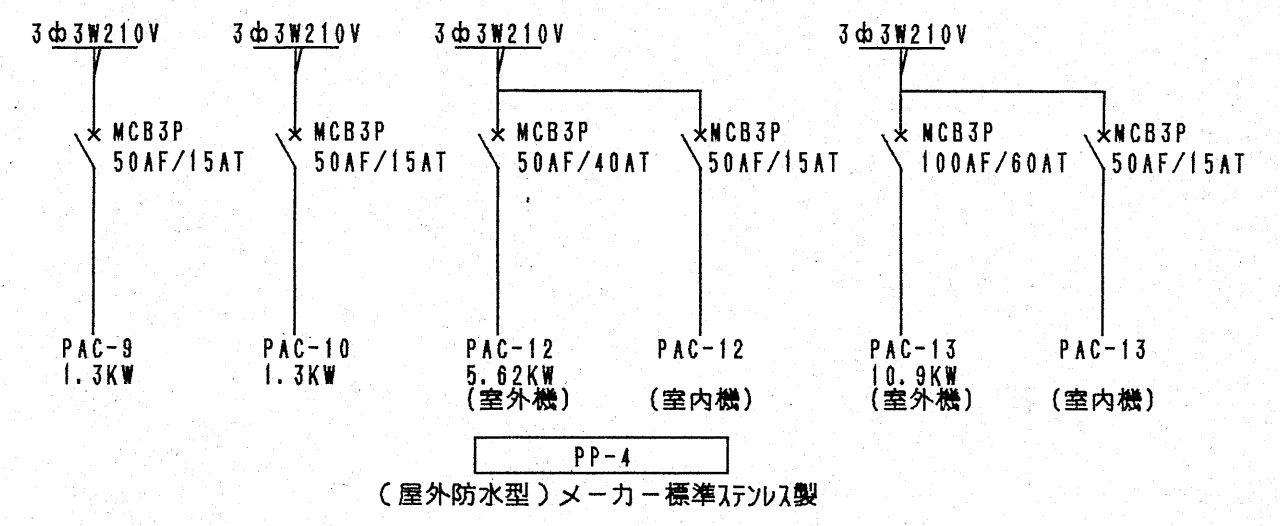 3φ3W210V 3φ3W210V 3φ3W210V 3φ3W210V
MCB3P MCB3P MCB3P MCB3P MCB3P MCB3P
50AF/15AT 50AF/15AT 50AF/40AT 50AF/15AT 100AF/60AT 50AF/15AT
PAC-9 PAC-10 PAC-12 PAC-12 PAC-13 PAC-13
1.3KW 1.3KW 5.62KW 10.9KW
(室外機) (室内機) (室外機) (室内機)
PP-4
(屋外防水型)メーカー標準ステンレス製